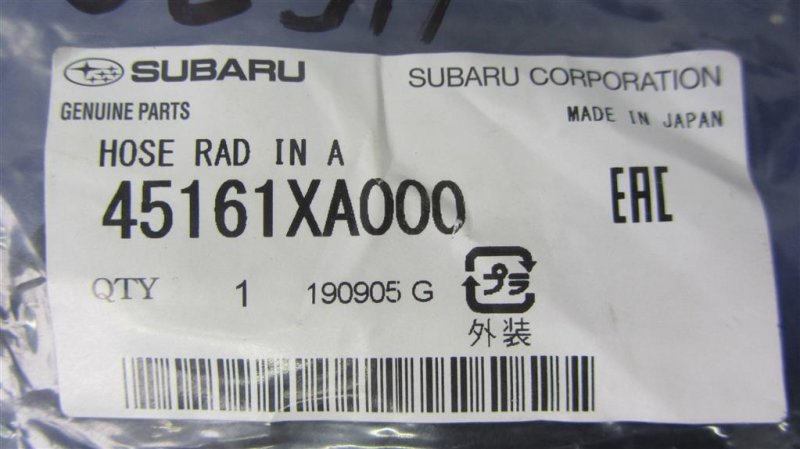 SUBARU
SUBARU CORPORATION
GENUINE PARTS
MADE IN JAPAN
HOSE RAD IN A
45161XA000
EAC
QTY 1 190905 G
プラ
外装